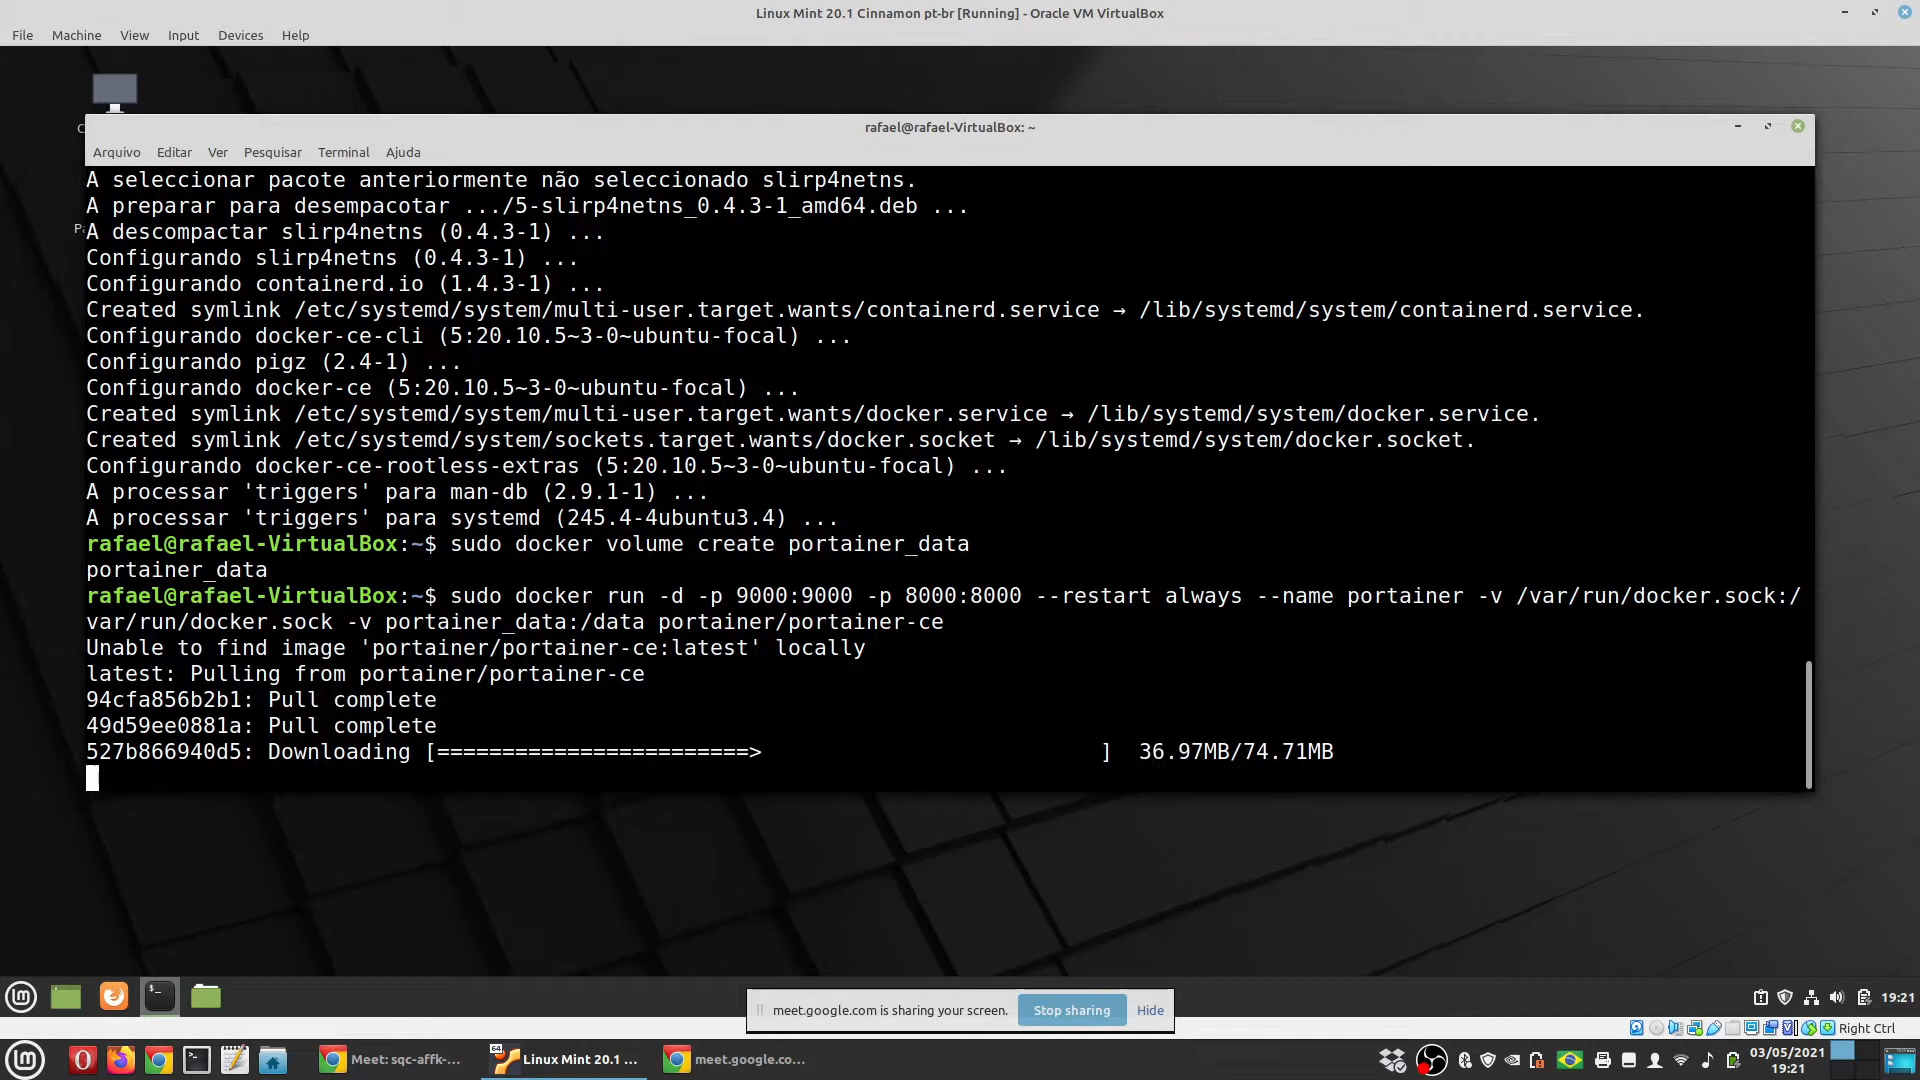 Linux Mint 20.1 Cinnamon pt-br [Running] - Oracle VM VirtualBox
File Machine View Input Devices Help
rafael@rafael-VirtualBox: ~
Arquivo Editar Ver Pesquisar Terminal Ajuda
A seleccionar pacote anteriormente não seleccionado slirp4netns.
A preparar para desempacotar .../5-slirp4netns_0.4.3-1_amd64.deb ...
A descompactar slirp4netns (0.4.3-1) ...
Configurando slirp4netns (0.4.3-1) ...
Configurando containerd.io (1.4.3-1) ...
Created symlink /etc/systemd/system/multi-user.target.wants/containerd.service → /lib/systemd/system/containerd.service.
Configurando docker-ce-cli (5:20.10.5~3-0~ubuntu-focal) ...
Configurando pigz (2.4-1) ...
Configurando docker-ce (5:20.10.5~3-0~ubuntu-focal) ...
Created symlink /etc/systemd/system/multi-user.target.wants/docker.service → /lib/systemd/system/docker.service.
Created symlink /etc/systemd/system/sockets.target.wants/docker.socket → /lib/systemd/system/docker.socket.
Configurando docker-ce-rootless-extras (5:20.10.5~3-0~ubuntu-focal) ...
A processar 'triggers' para man-db (2.9.1-1) ...
A processar 'triggers' para systemd (245.4-4ubuntu3.4) ...
rafael@rafael-VirtualBox:~$ sudo docker volume create portainer_data
portainer_data
rafael@rafael-VirtualBox:~$ sudo docker run -d -p 9000:9000 -p 8000:8000 --restart always --name portainer -v /var/run/docker.sock:/
var/run/docker.sock -v portainer_data:/data portainer/portainer-ce
Unable to find image 'portainer/portainer-ce:latest' locally
latest: Pulling from portainer/portainer-ce
94cfa856b2b1: Pull complete
49d59ee0881a: Pull complete
527b866940d5: Downloading [========================>                          ]  36.97MB/74.71MB
19:21
meet.google.com is sharing your screen. Stop sharing Hide
Right Ctrl
Meet: sqc-affk-... Linux Mint 20.1 ... meet.google.co...
03/05/2021
19:21